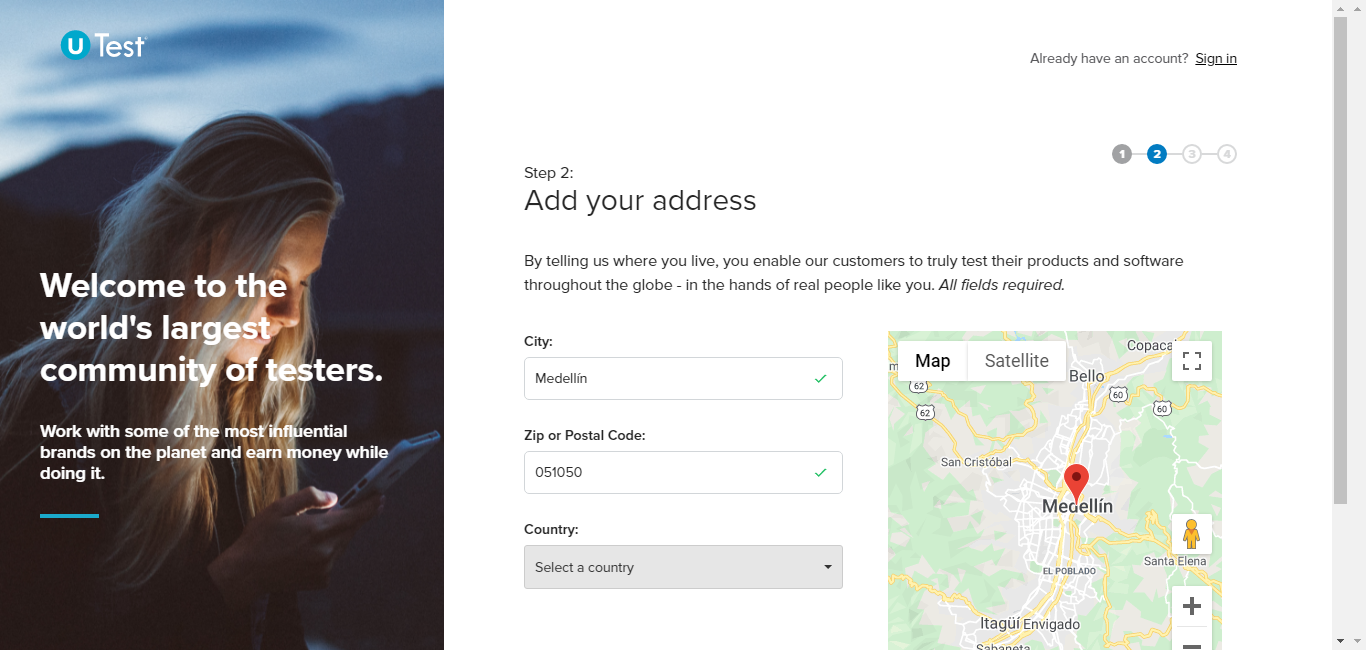 U Test
Already have an account? Sign in
1 2 3 4
Step 2:
Add your address
Welcome to the
world's largest
community of testers.
Work with some of the most influential
brands on the planet and earn money while
doing it.
By telling us where you live, you enable our customers to truly test their products and software
throughout the globe - in the hands of real people like you. All fields required.
City:
Medellín
Zip or Postal Code:
051050
Country:
Select a country
Map Satellite
Copaca
Bello
62
60
60
62
San Cristóbal
Medellín
Santa Elena
EL POBLADO
Itagüí Envigado
Sabaneta